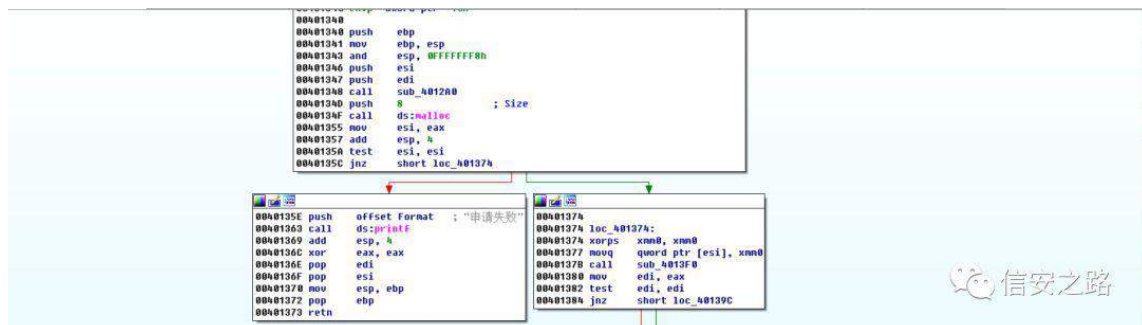 00401340
00401340 push ebp
00401341 mov ebp, esp
00401343 and esp, 0FFFFFFF8h
00401346 push esi
00401347 push edi
00401348 call sub_4012A0
0040134D push 8 ; Size
0040134F call ds:malloc
00401355 mov esi, eax
00401357 add esp, 4
0040135A test esi, esi
0040135C jnz short loc_401374
0040135E push offset Format ; "申请失败"
00401363 call ds:printf
00401369 add esp, 4
0040136C xor eax, eax
0040136E pop edi
0040136F pop esi
00401370 mov esp, ebp
00401372 pop ebp
00401373 retn
00401374
00401374 loc_401374:
00401374 xorps xmm0, xmm0
00401377 movq qword ptr [esi], xmm0
0040137B call sub_4013F0
00401380 mov edi, eax
00401382 test edi, edi
00401384 jnz short loc_40139C
信安之路